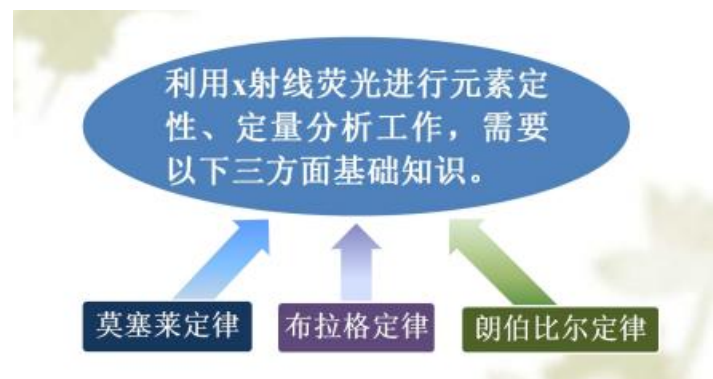 利用x射线荧光进行元素定
性、定量分析工作，需要
以下三方面基础知识。
莫塞莱定律
布拉格定律
朗伯比尔定律